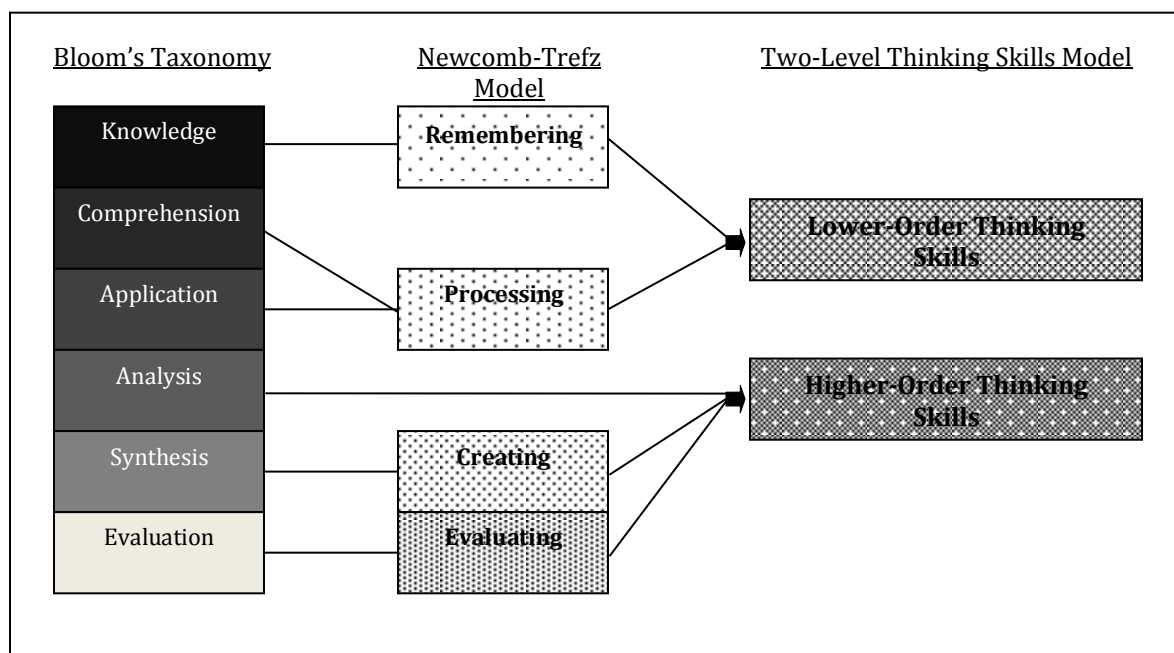 Bloom’s Taxonomy
Newcomb-Trefz
Model
Two-Level Thinking Skills Model
Knowledge
Remembering
Comprehension
Lower-Order Thinking
Skills
Application
Processing
Analysis
Higher-Order Thinking
Skills
Synthesis
Creating
Evaluation
Evaluating